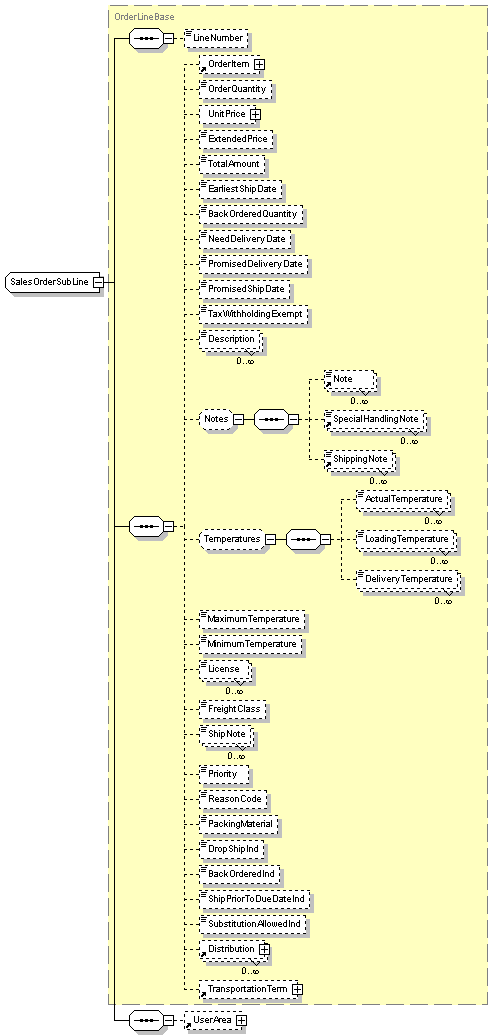 OrderLineBase
LineNumber
OrderItem
OrderQuantity
UnitPrice
ExtendedPrice
TotalAmount
EarliestShipDate
BackOrderedQuantity
NeedDeliveryDate
PromisedDeliveryDate
SalesOrderSubLine
PromisedShipDate
TaxWithholdingExempt
Description
0..∞
Note
0..∞
Notes
SpecialHandlingNote
0..∞
ShippingNote
0..∞
ActualTemperature
0..∞
Temperatures
LoadingTemperature
0..∞
DeliveryTemperature
0..∞
MaximumTemperature
MinimumTemperature
License
0..∞
FreightClass
ShipNote
0..∞
Priority
ReasonCode
PackingMaterial
DropShipInd
BackOrderedInd
ShipPriorToDueDateInd
SubstitutionAllowedInd
Distribution
0..∞
TransportationTerm
UserArea